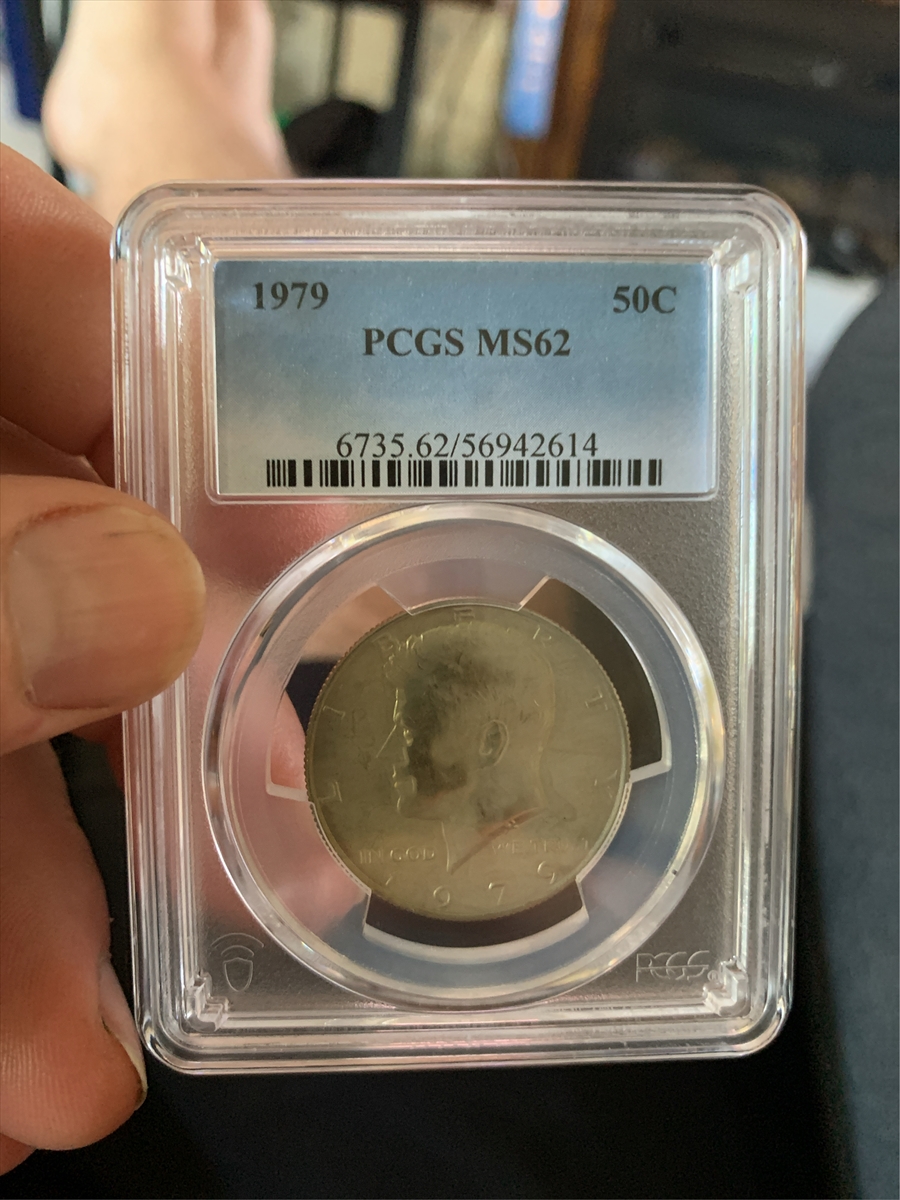 1979 50C
PCGS MS62
6735.62/56942614
LIBERTY
IN GOD WE TRUST
1979
PCGS